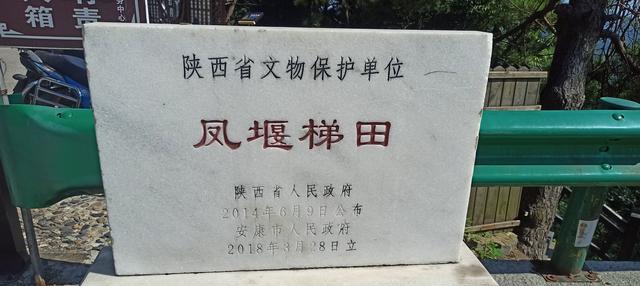 陕西省文物保护单位
凤堰梯田
陕西省人民政府
2014年6月9日公布
安康市人民政府
2018年3月28日立